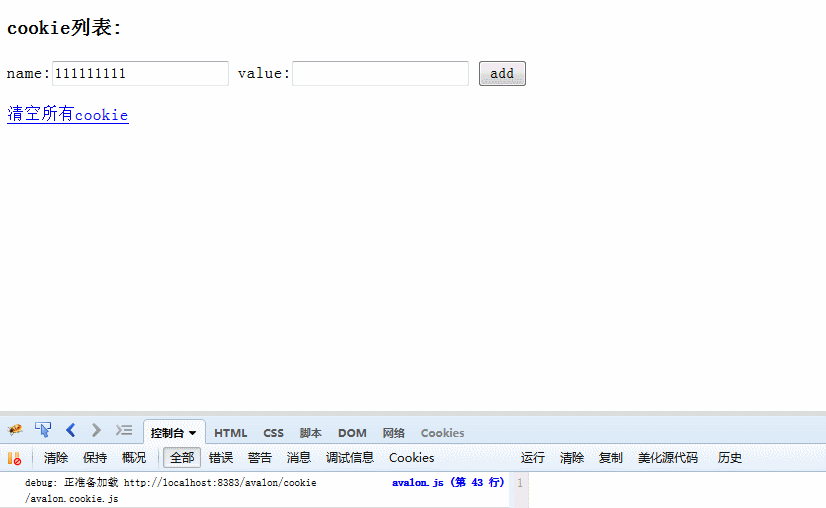 cookie列表:
name:111111111 value: add
清空所有cookie
控制台 HTML CSS 脚本 DOM 网络 Cookies
清除 保持 概况 全部 错误 警告 消息 调试信息 Cookies 运行 清除 复制 美化源代码 历史
debug: 正准备加载 http://localhost:8383/avalon/cookie avalon.js (第 43 行) 1
/avalon.cookie.js